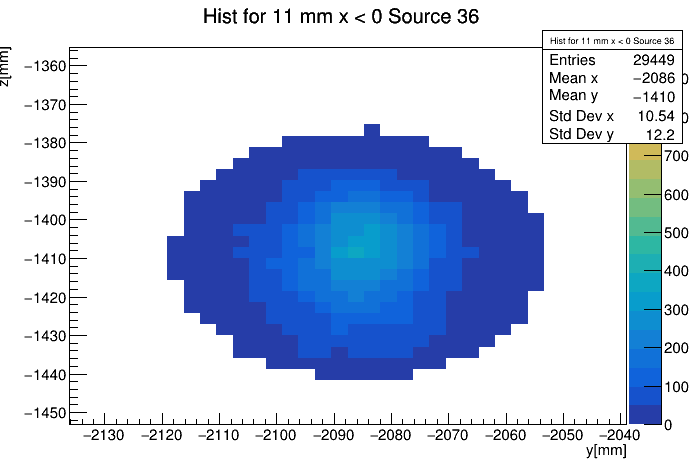 Hist for 11 mm x < 0 Source 36
z[mm]
Hist for 11 mm x < 0 Source 36
Entries 29449
Mean x −2086
Mean y −1410
Std Dev x 10.54
Std Dev y 12.2
−1360
−1370
−1380
−1390
−1400
−1410
−1420
−1430
−1440
−1450
0
700
600
500
400
300
200
100
0
−2130 −2120 −2110 −2100 −2090 −2080 −2070 −2060 −2050 −2040
y[mm]